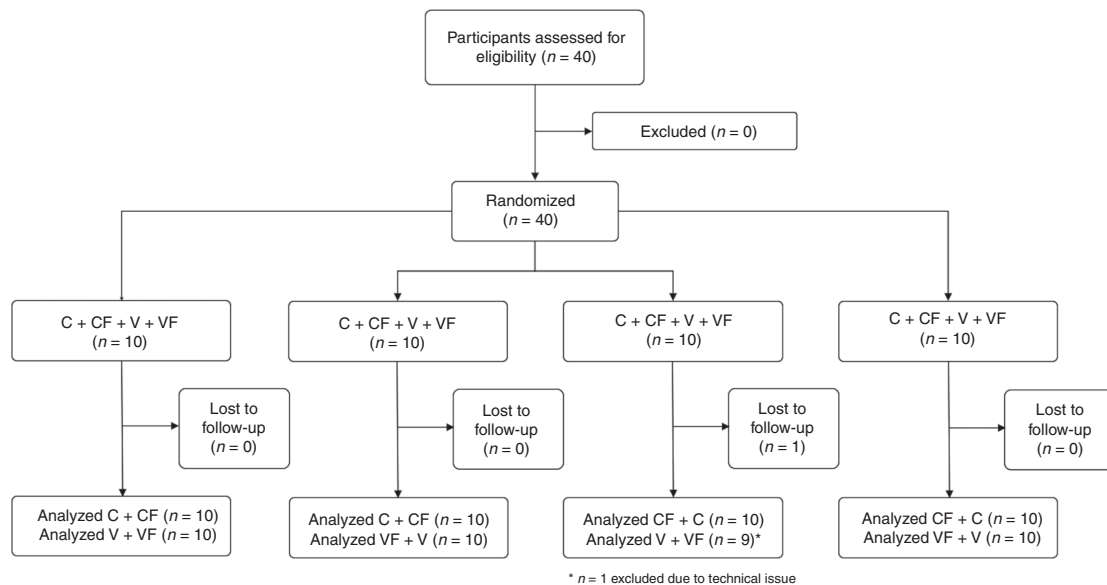 Participants assessed for
eligibility (n = 40)
Excluded (n = 0)
Randomized
(n = 40)
C + CF + V + VF
(n = 10)
C + CF + V + VF
(n = 10)
C + CF + V + VF
(n = 10)
C + CF + V + VF
(n = 10)
Lost to
follow-up
(n = 0)
Lost to
follow-up
(n = 0)
Lost to
follow-up
(n = 1)
Lost to
follow-up
(n = 0)
Analyzed C + CF (n = 10)
Analyzed V + VF (n = 10)
Analyzed C + CF (n = 10)
Analyzed VF + V (n = 10)
Analyzed CF + C (n = 10)
Analyzed V + VF (n = 9)*
Analyzed CF + C (n = 10)
Analyzed VF + V (n = 10)
* n = 1 excluded due to technical issue